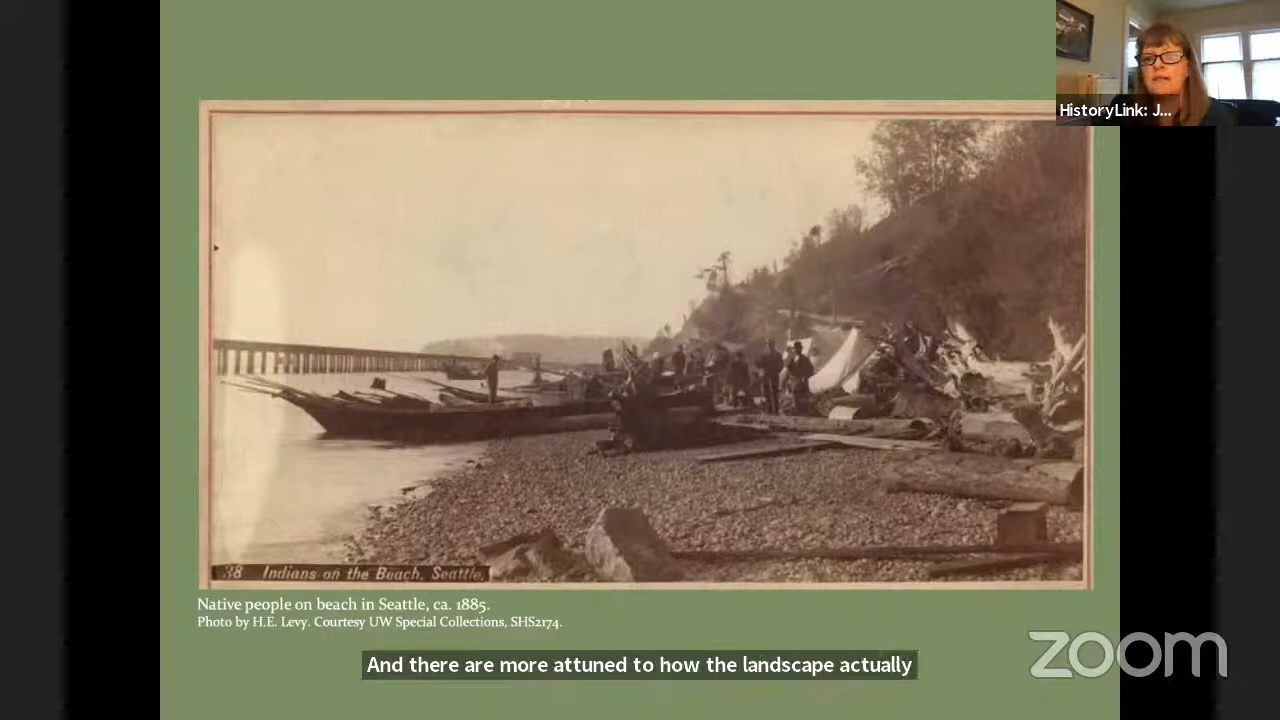 HistoryLink: J...
38 Indians on the Beach, Seattle.
Native people on beach in Seattle, ca. 1885.
Photo by H.E. Levy. Courtesy UW Special Collections, SHS2174.
And there are more attuned to how the landscape actually
zoom